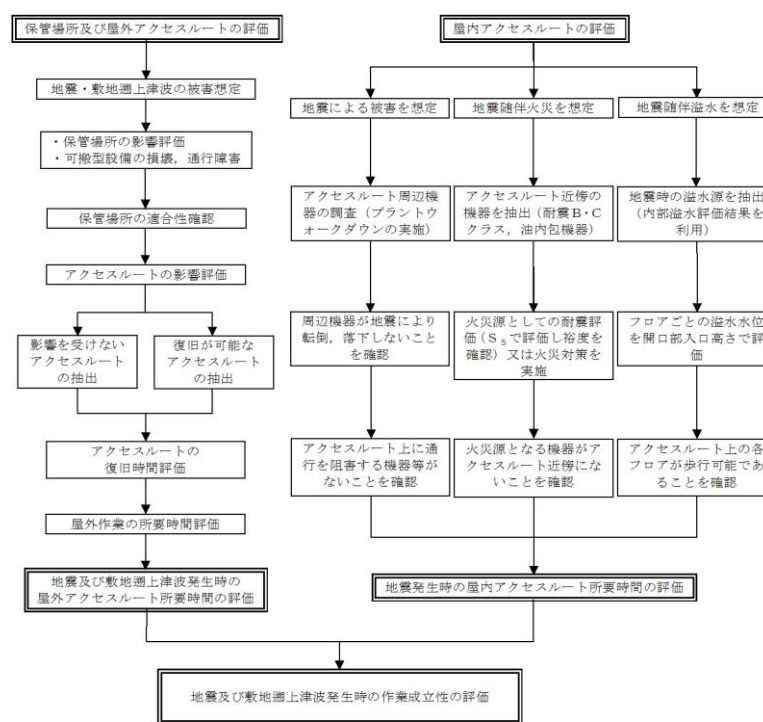 保管場所及び屋外アクセスルートの評価
地震・敷地遡上津波の被害想定
・保管場所の影響評価
・可搬型設備の損壊，通行障害
保管場所の適合性確認
アクセスルートの影響評価
影響を受けない
アクセスルート
の抽出
復旧が可能な
アクセスルート
の抽出
アクセスルートの
復旧時間評価
屋外作業の所要時間評価
地震及び敷地遡上津波発生時の
屋外アクセスルート所要時間の評価
屋内アクセスルートの評価
地震による被害を想定
アクセスルート周辺機
器の調査（プラントウ
ォークダウンの実施）
周辺機器が地震により
転倒，落下しないこと
を確認
アクセスルート上に通
行を阻害する機器等が
ないことを確認
地震随伴火災を想定
アクセスルート近傍の
機器を抽出（耐震Ｂ・Ｃ
クラス，油内包機器）
火災源としての耐震評
価（Ｓｓで評価し裕度を
確認）又は火災対策を
実施
火災源となる機器がア
クセスルート近傍にな
いことを確認
地震随伴溢水を想定
地震時の溢水源を抽出
（内部溢水評価結果を
利用）
フロアごとの溢水水位
を開口部入口高さで評
価
アクセスルート上の各
フロアが歩行可能であ
ることを確認
地震発生時の屋内アクセスルート所要時間の評価
地震及び敷地遡上津波発生時の作業成立性の評価